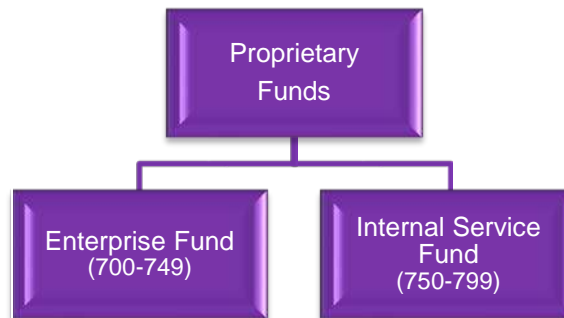 Proprietary
Funds
Enterprise Fund
(700-749)
Internal Service
Fund
(750-799)